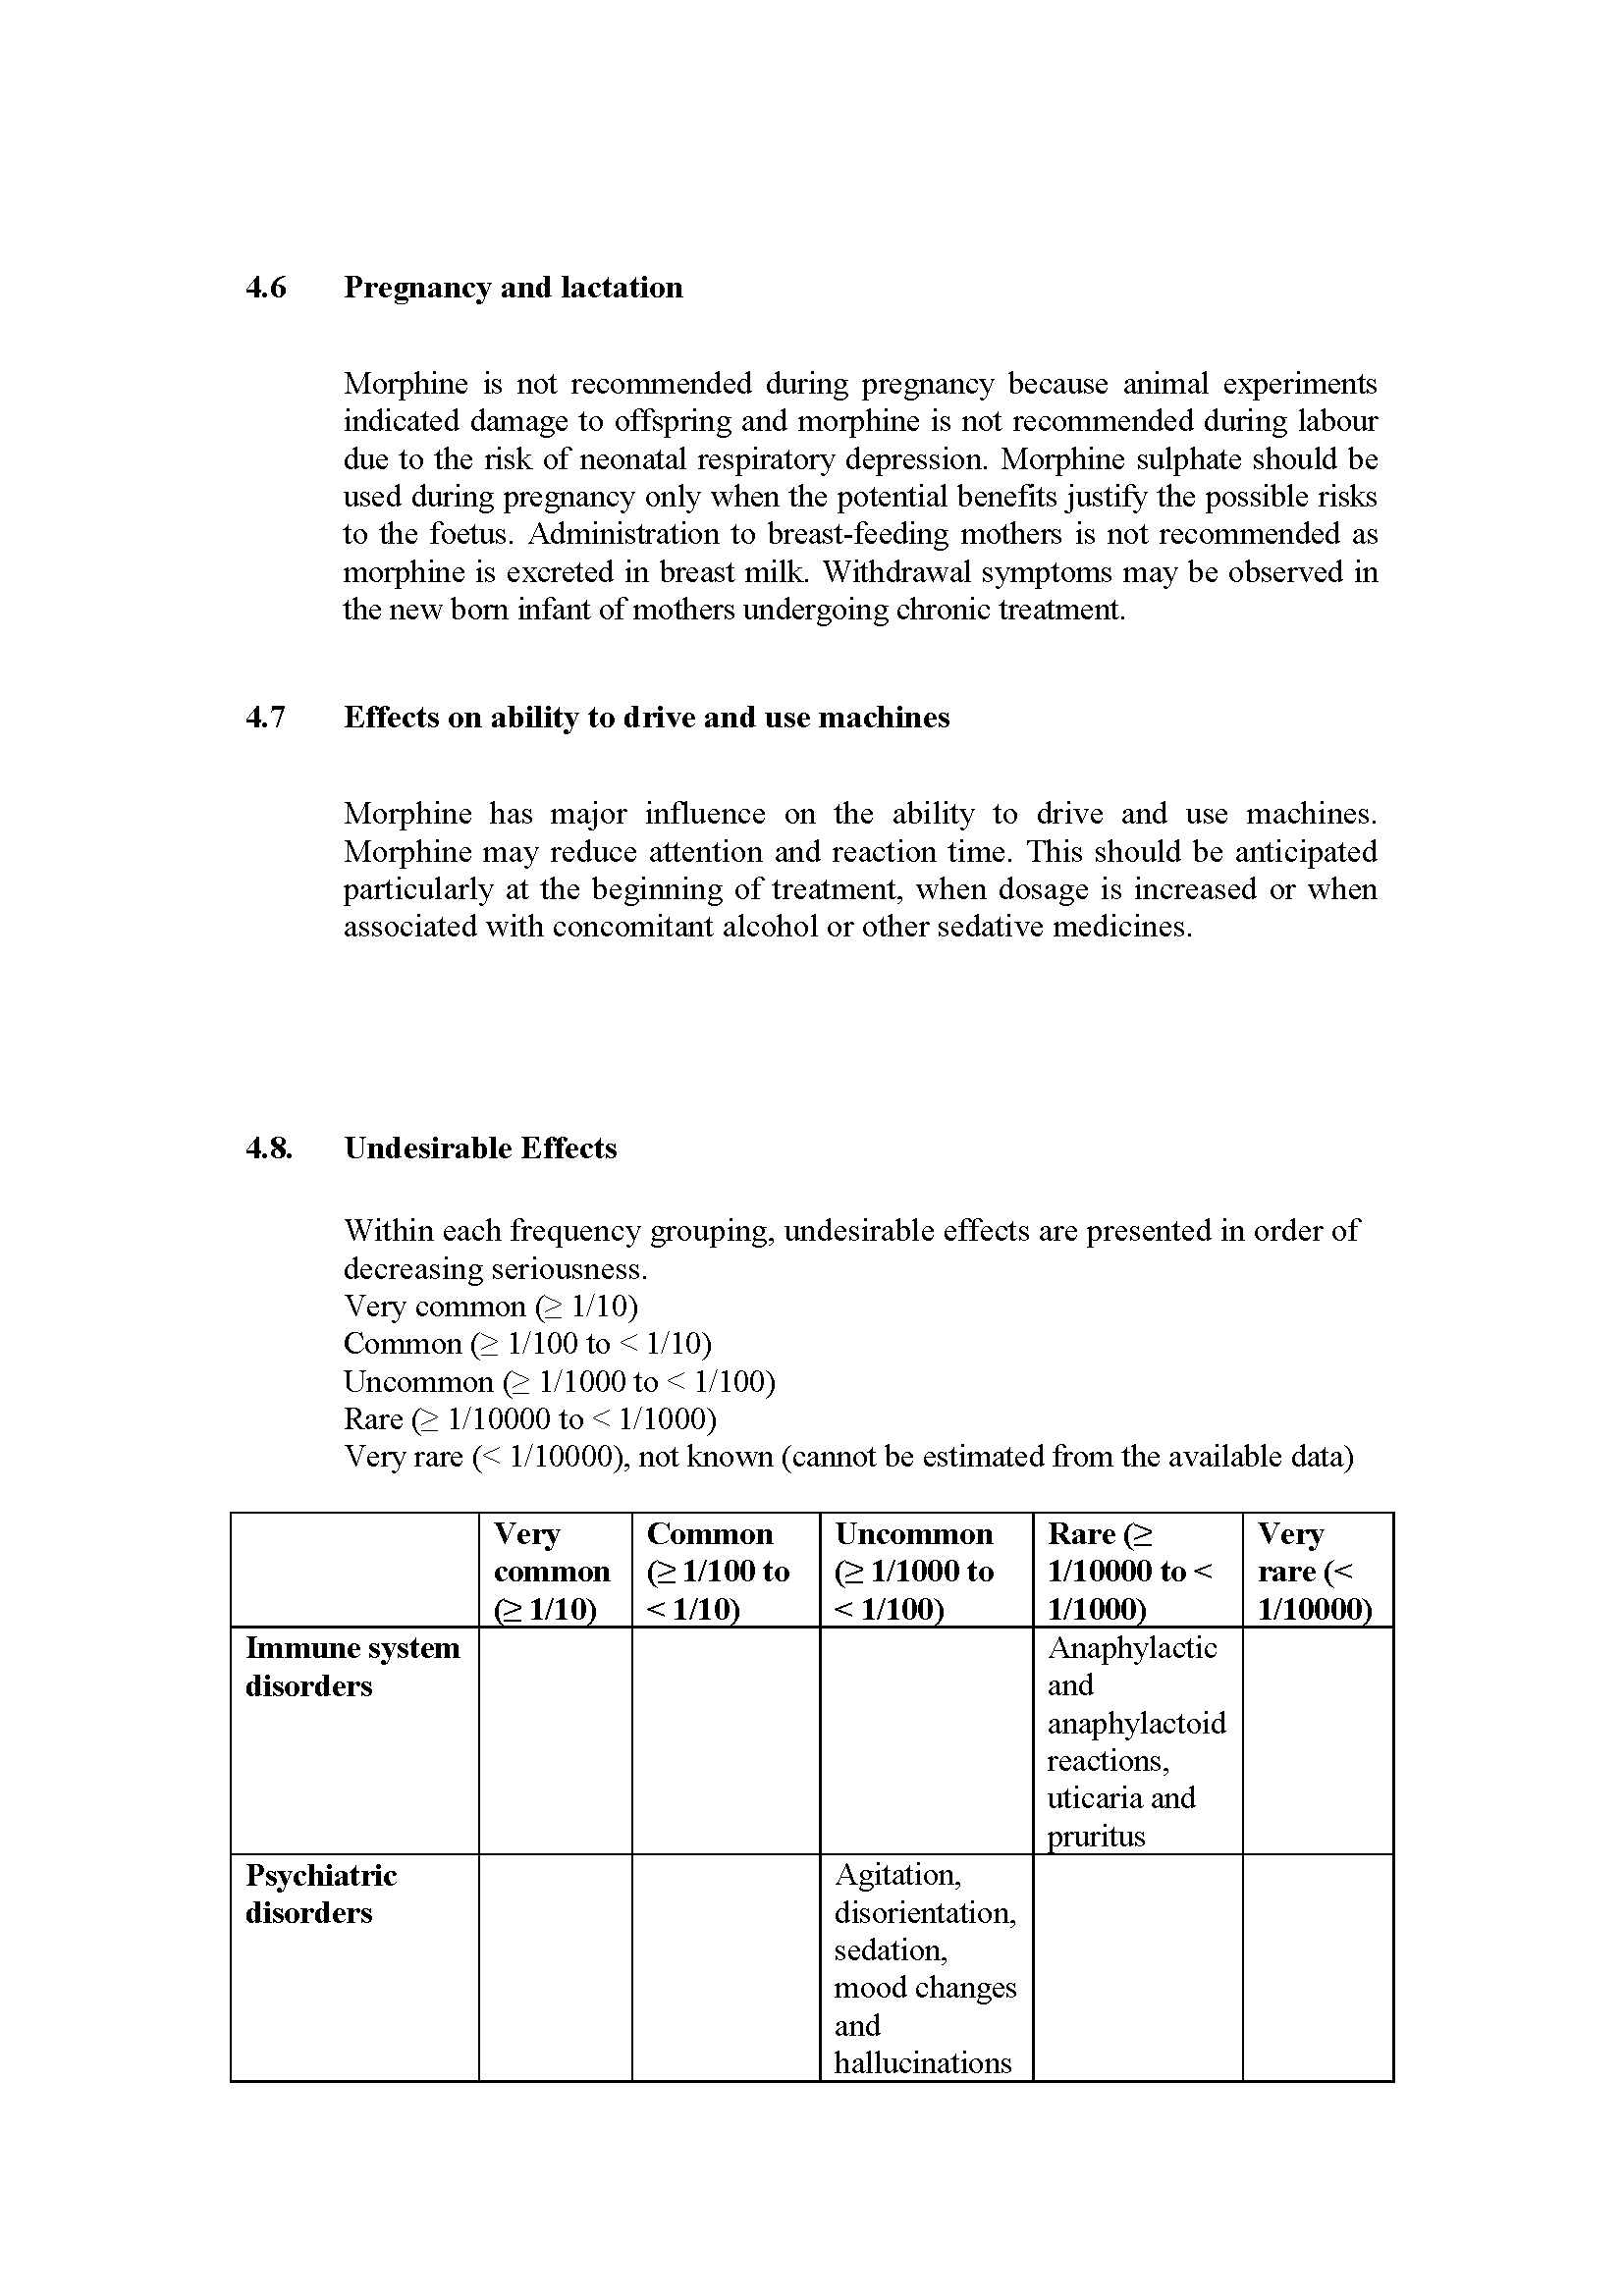 4.6 Pregnancy and lactation
Morphine is not recommended during pregnancy because animal experiments
indicated damage to offspring and morphine is not recommended during labour
due to the risk of neonatal respiratory depression. Morphine sulphate should be
used during pregnancy only when the potential benefits justify the possible risks
to the foetus. Administration to breast-feeding mothers is not recommended as
morphine is excreted in breast milk. Withdrawal symptoms may be observed in
the new born infant of mothers undergoing chronic treatment.
4.7 Effects on ability to drive and use machines
Morphine has major influence on the ability to drive and use machines.
Morphine may reduce attention and reaction time. This should be anticipated
particularly at the beginning of treatment, when dosage is increased or when
associated with concomitant alcohol or other sedative medicines.
4.8. Undesirable Effects
Within each frequency grouping, undesirable effects are presented in order of
decreasing seriousness.
Very common (≥ 1/10)
Common (≥ 1/100 to < 1/10)
Uncommon (≥ 1/1000 to < 1/100)
Rare (≥ 1/10000 to < 1/1000)
Very rare (< 1/10000), not known (cannot be estimated from the available data)
Very
common
(≥ 1/10)
Common
(≥ 1/100 to
< 1/10)
Uncommon
(≥ 1/1000 to
< 1/100)
Rare (≥
1/10000 to <
1/1000)
Very
rare (<
1/10000)
Immune system
disorders
Anaphylactic
and
anaphylactoid
reactions,
uticaria and
pruritus
Psychiatric
disorders
Agitation,
disorientation,
sedation,
mood changes
and
hallucinations